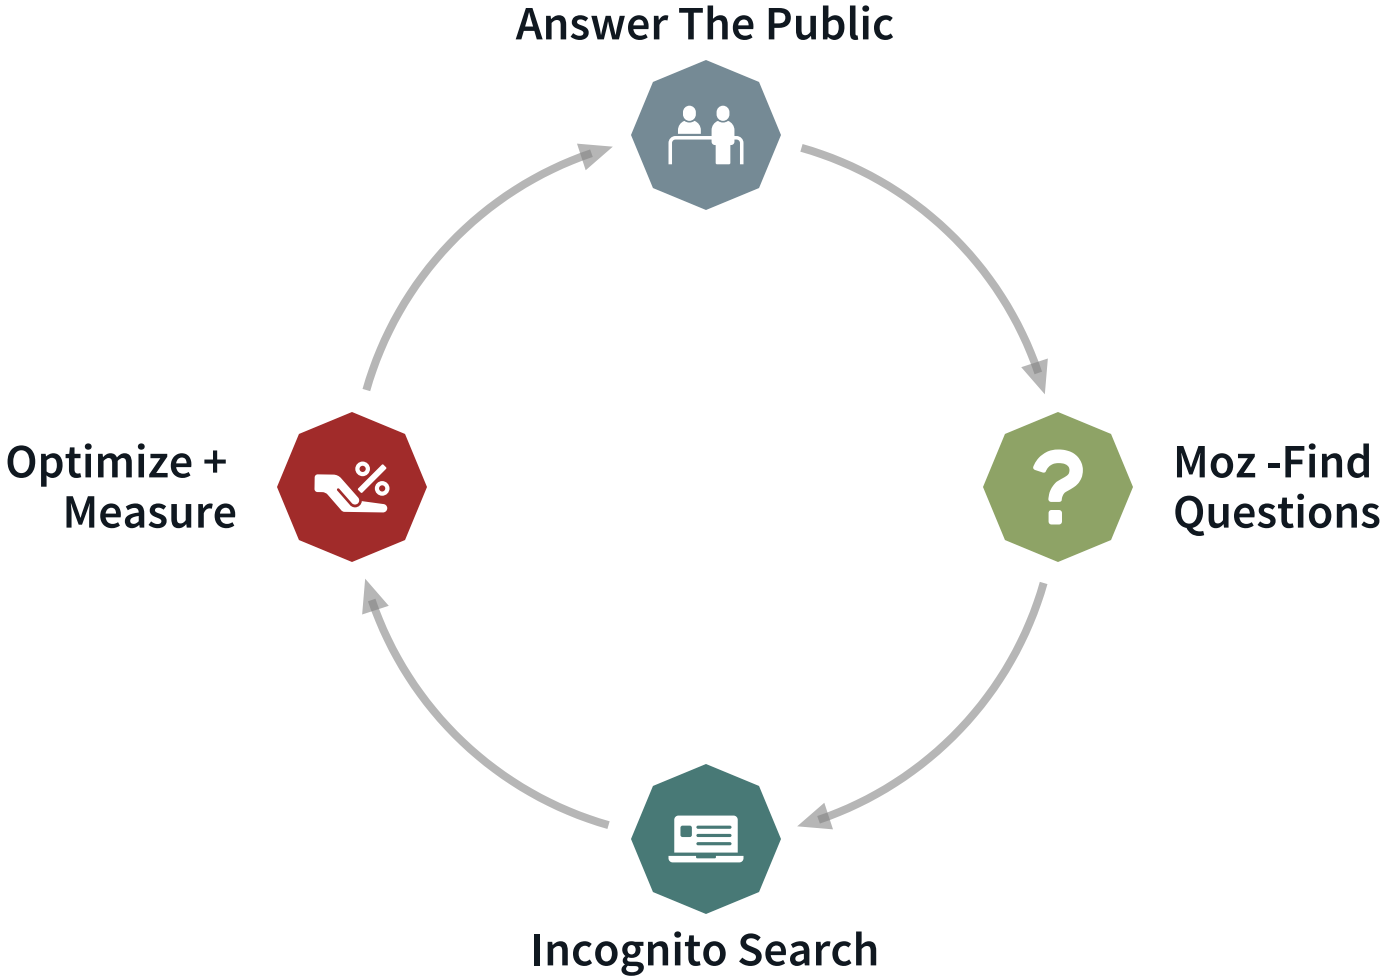 Answer The Public
Optimize +
Measure
Moz -Find
Questions
Incognito Search